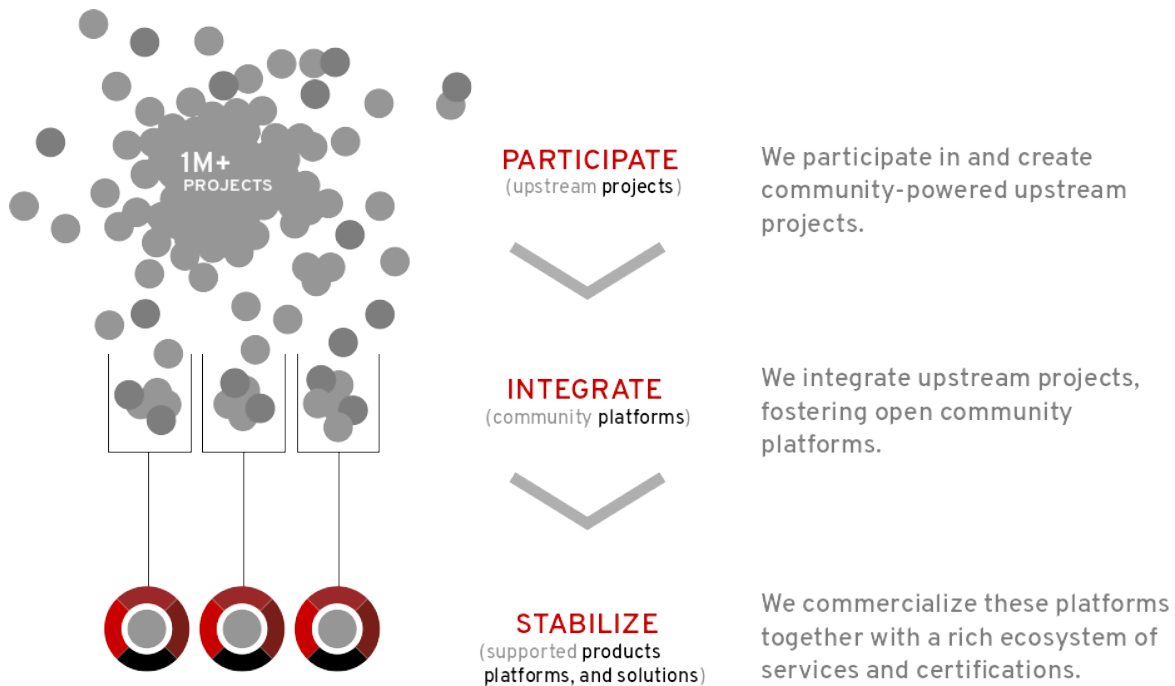 1M+
PROJECTS
PARTICIPATE
(upstream projects)
We participate in and create
community-powered upstream
projects.
INTEGRATE
(community platforms)
We integrate upstream projects,
fostering open community
platforms.
STABILIZE
(supported products
platforms, and solutions)
We commercialize these platforms
together with a rich ecosystem of
services and certifications.